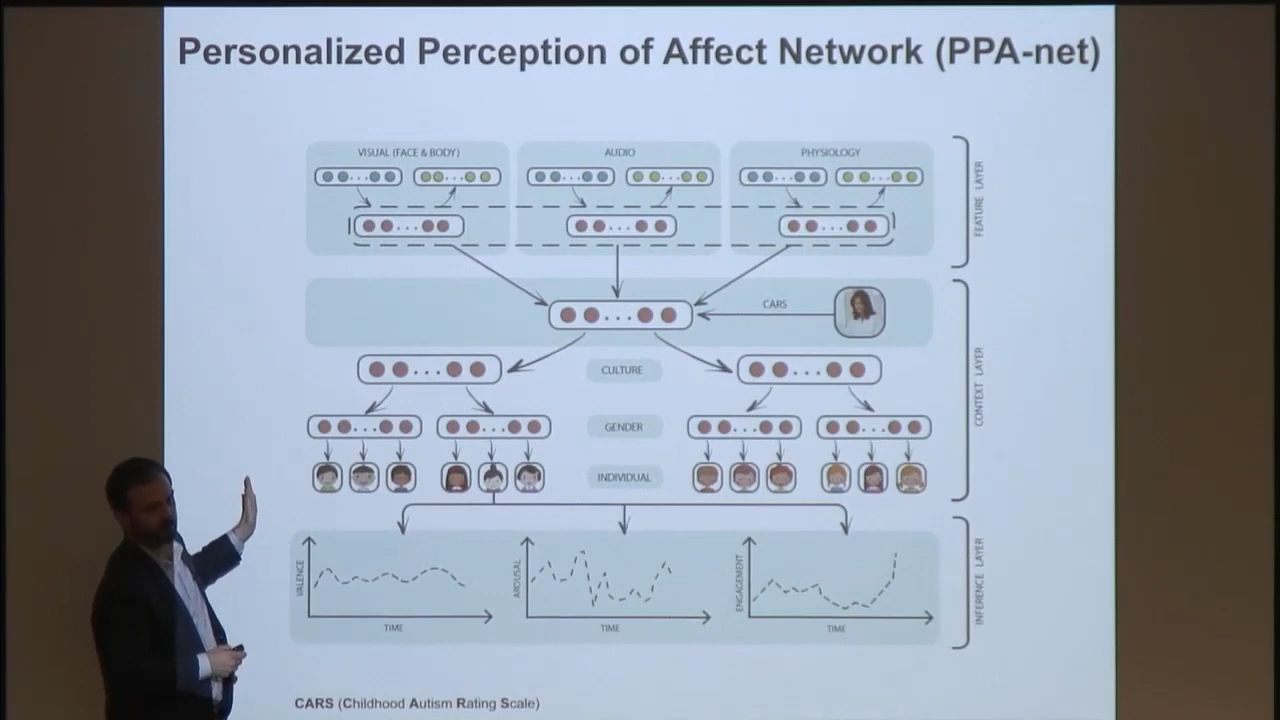 Personalized Perception of Affect Network (PPA-net)
VISUAL (FACE & BODY)
AUDIO
PHYSIOLOGY
FEATURE LAYER
CARS
CULTURE
GENDER
INDIVIDUAL
CONTEXT LAYER
VALENCE
TIME
AROUSAL
TIME
ENGAGEMENT
TIME
INFERENCE LAYER
CARS (Childhood Autism Rating Scale)